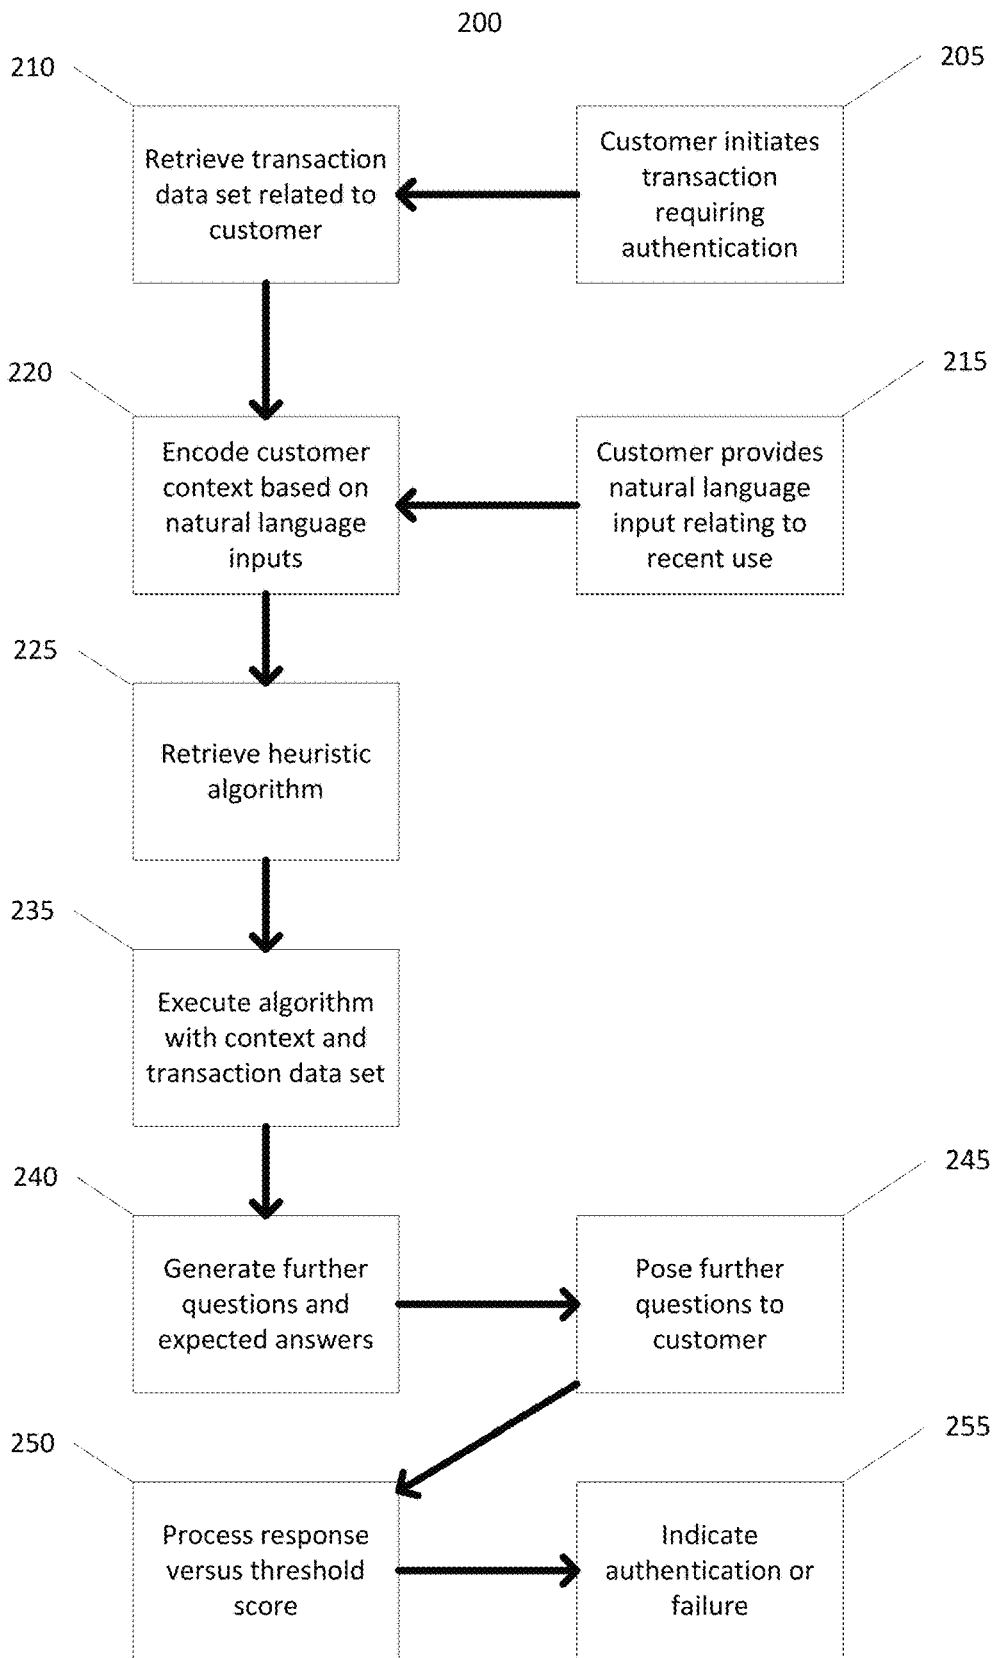 200
210
205
Retrieve transaction
data set related to
customer
Customer initiates
transaction
requiring
authentication
220
215
Encode customer
context based on
natural language
inputs
Customer provides
natural language
input relating to
recent use
225
Retrieve heuristic
algorithm
235
Execute algorithm
with context and
transaction data set
240
245
Generate further
questions and
expected answers
Pose further
questions to
customer
250
255
Process response
versus threshold
score
Indicate
authentication or
failure